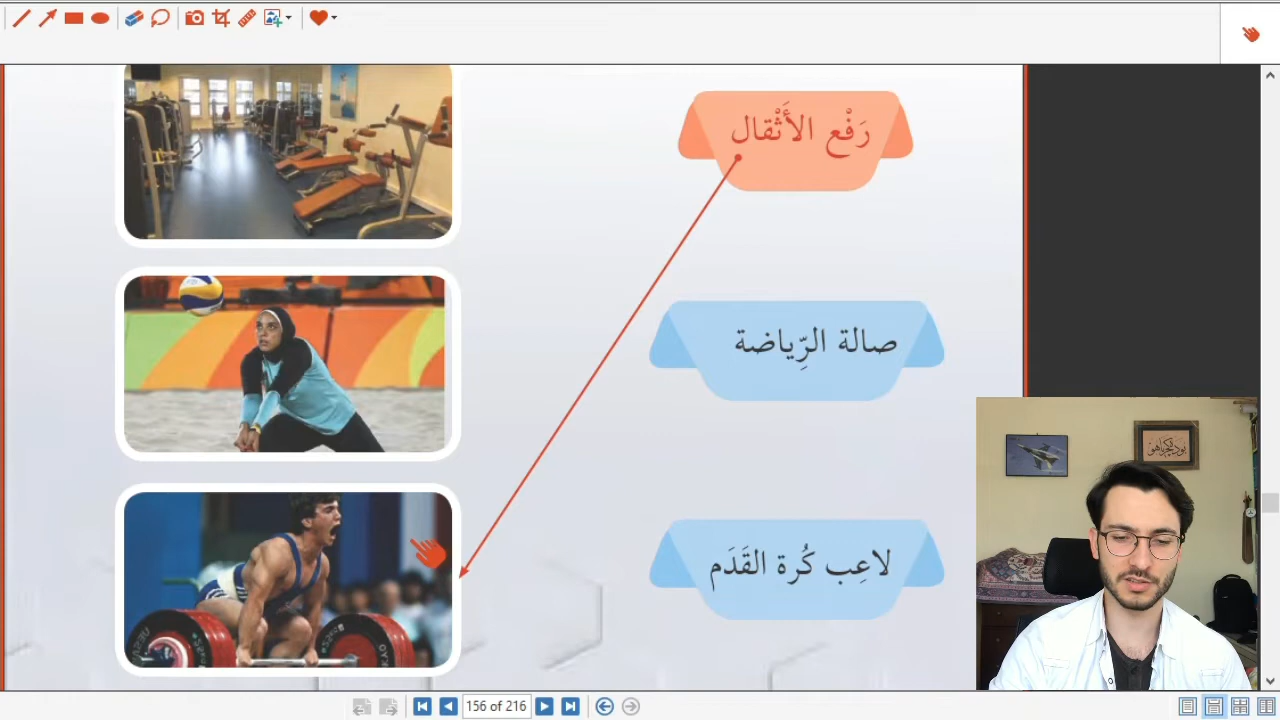 رَفْع الأَثْقال
صالة الرِّياضة
لاعِب كُرة القَدَم
156 of 216